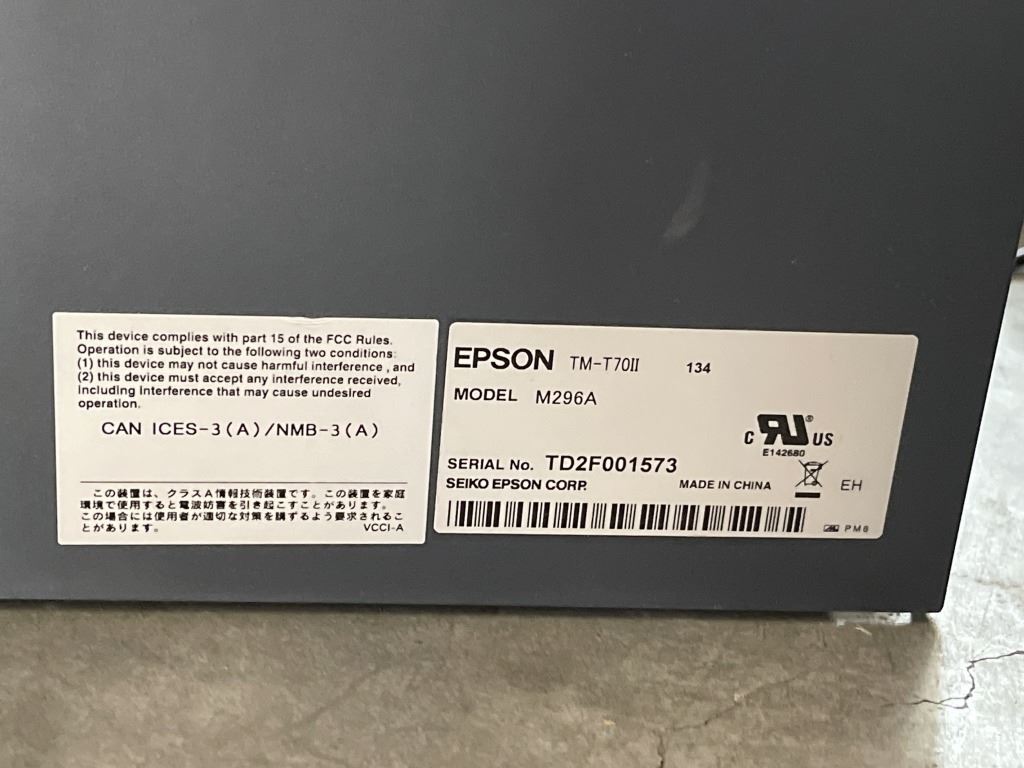 This device complies with part 15 of the FCC Rules.
Operation is subject to the following two conditions:
(1) this device may not cause harmful interference , and
(2) this device must accept any interference received,
including interference that may cause undesired
operation.
CAN ICES-3(A)/NMB-3(A)
この装置は、クラスA情報技術装置です。この装置を家庭
環境で使用すると電波妨害を引き起こすことがあります。
この場合には使用者が適切な対策を講ずるよう要求されるこ
とがあります。 VCCI-A
EPSON TM-T70II 134
MODEL M296A
C RU ® US
E142680
SERIAL No. TD2F001573
SEIKO EPSON CORP. MADE IN CHINA EH
PM8